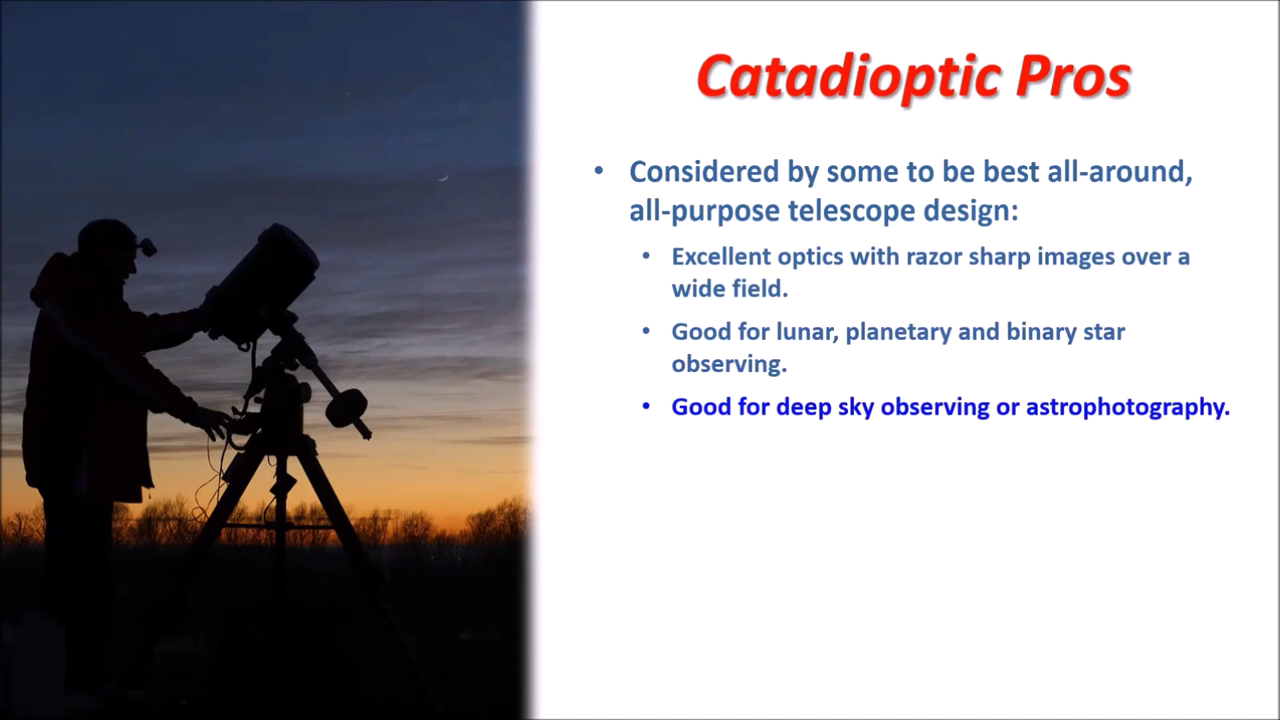 Catadioptic Pros
• Considered by some to be best all-around,
all-purpose telescope design:
• Excellent optics with razor sharp images over a
wide field.
• Good for lunar, planetary and binary star
observing.
• Good for deep sky observing or astrophotography.